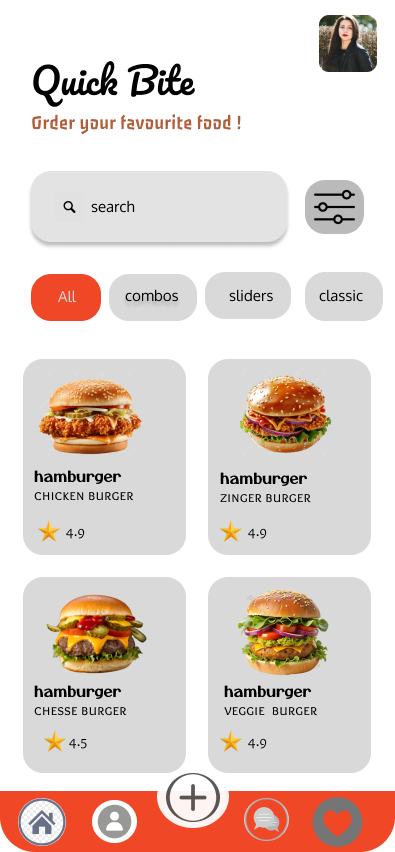 Quick Bite
Order your favourite food !
search
All
combos
sliders
classic
hamburger
CHICKEN BURGER
4.9
hamburger
ZINGER BURGER
4.9
hamburger
CHESSE BURGER
4.5
hamburger
VEGGIE BURGER
4.9